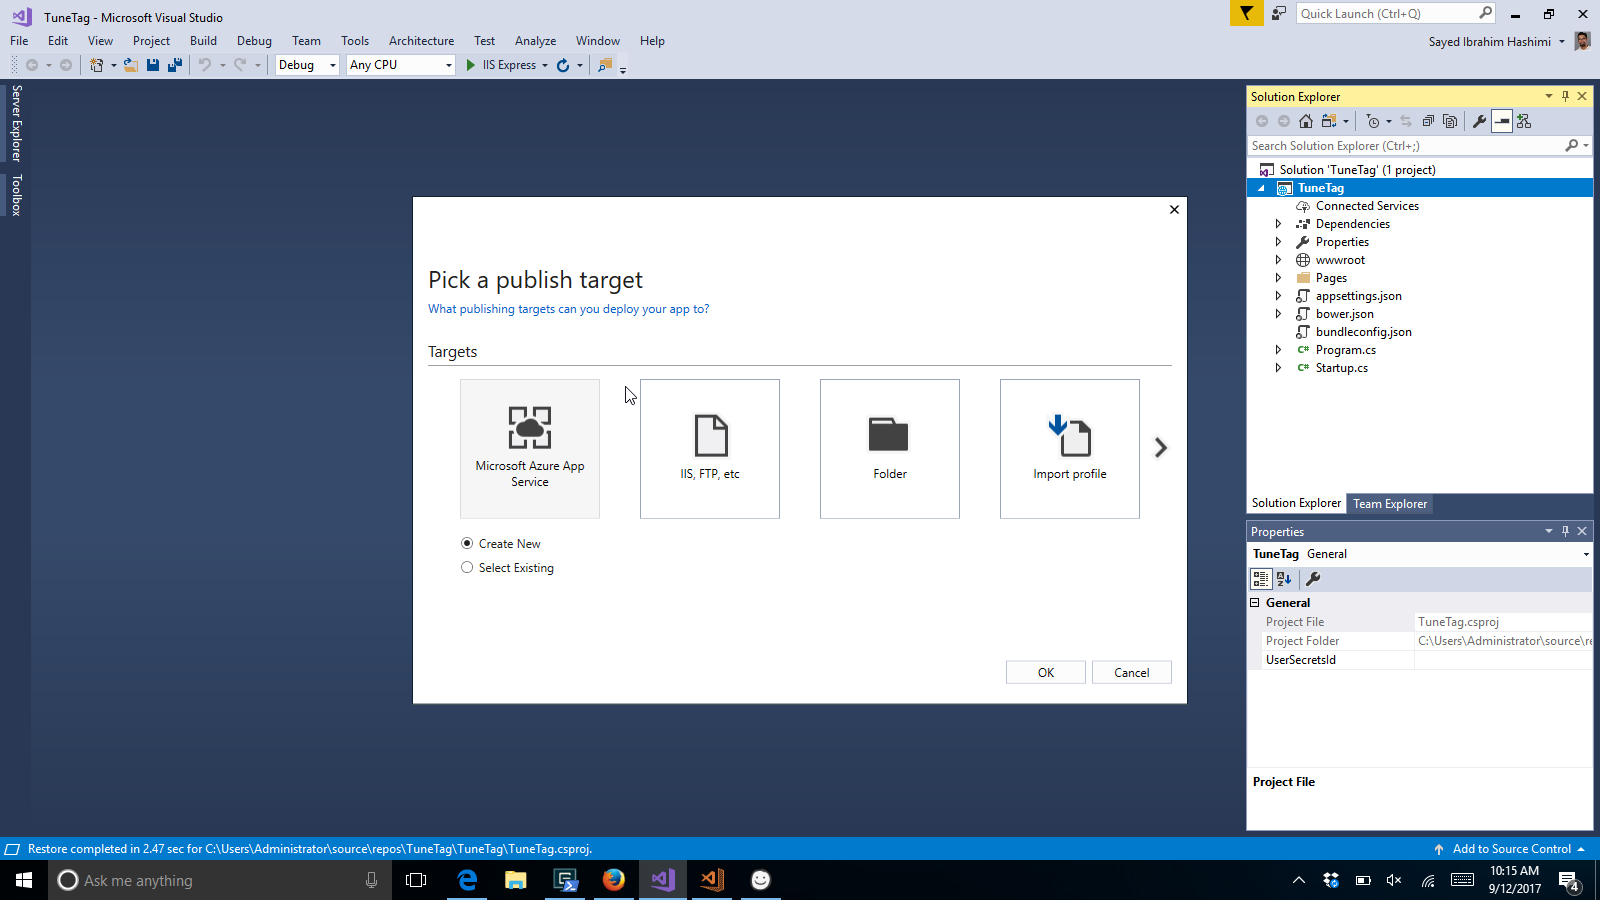 TuneTag - Microsoft Visual Studio
Quick Launch (Ctrl+Q)
File Edit View Project Build Debug Team Tools Architecture Test Analyze Window Help
Sayed Ibrahim Hashimi
Debug Any CPU IIS Express
Server Explorer
Toolbox
Pick a publish target
What publishing targets can you deploy your app to?
Targets
Microsoft Azure App
Service
IIS, FTP, etc
Folder
Import profile
Create New
Select Existing
OK Cancel
Solution Explorer
Search Solution Explorer (Ctrl+;)
Solution 'TuneTag' (1 project)
TuneTag
Connected Services
Dependencies
Properties
wwwroot
Pages
appsettings.json
bower.json
bundleconfig.json
C# Program.cs
C# Startup.cs
Solution Explorer Team Explorer
Properties
TuneTag General
General
Project File TuneTag.csproj
Project Folder C:\Users\Administrator\source\re
UserSecretsId
Project File
Restore completed in 2.47 sec for C:\Users\Administrator\source\repos\TuneTag\TuneTag\TuneTag.csproj.
Add to Source Control
Ask me anything
10:15 AM
9/12/2017
4